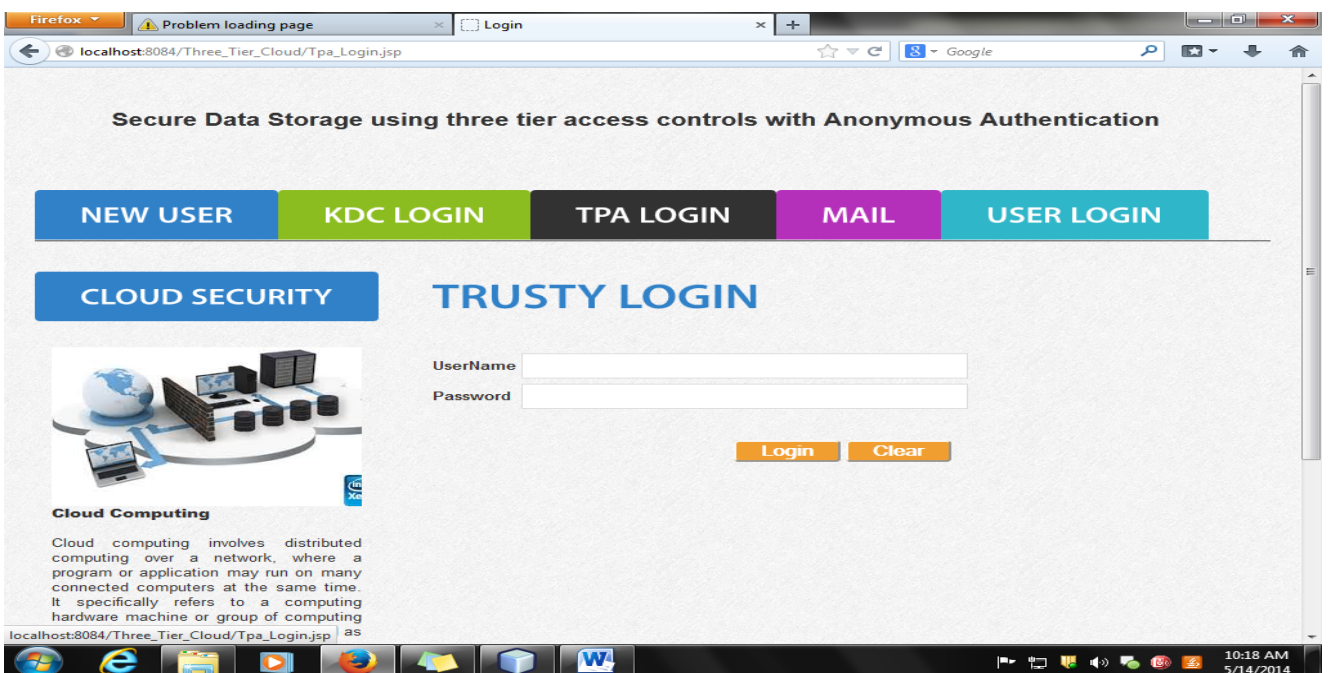 Firefox
Problem loading page
Login
localhost:8084/Three_Tier_Cloud/Tpa_Login.jsp
Google
Secure Data Storage using three tier access controls with Anonymous Authentication
NEW USER
KDC LOGIN
TPA LOGIN
MAIL
USER LOGIN
CLOUD SECURITY
TRUSTY LOGIN
UserName
Password
Login
Clear
Cloud Computing
Cloud computing involves distributed
computing over a network, where a
program or application may run on many
connected computers at the same time.
It specifically refers to a computing
hardware machine or group of computing
as
localhost:8084/Three_Tier_Cloud/Tpa_Login.jsp
10:18 AM
5/14/2014